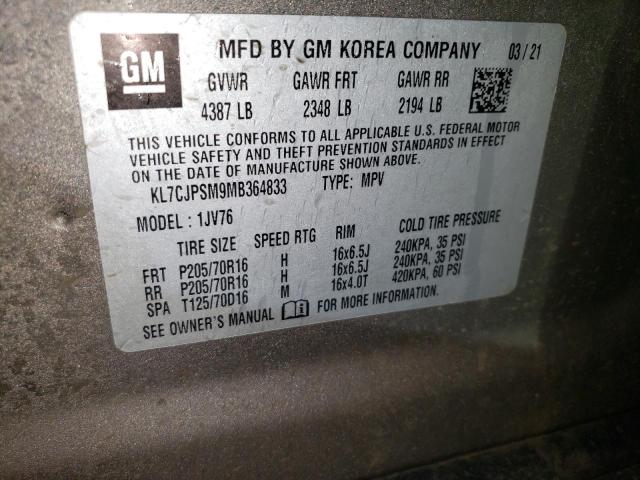 GM
MFD BY GM KOREA COMPANY 03/21
GVWR GAWR FRT GAWR RR
4387 LB 2348 LB 2194 LB
THIS VEHICLE CONFORMS TO ALL APPLICABLE U.S. FEDERAL MOTOR
VEHICLE SAFETY AND THEFT PREVENTION STANDARDS IN EFFECT
ON THE DATE OF MANUFACTURE SHOWN ABOVE.
KL7CJPSM9MB364833 TYPE: MPV
MODEL: 1JV76
TIRE SIZE SPEED RTG RIM COLD TIRE PRESSURE
FRT P205/70R16 H 16x6.5J 240KPA, 35 PSI
RR P205/70R16 H 16x6.5J 240KPA, 35 PSI
SPA T125/70D16 M 16x4.0T 420KPA, 60 PSI
SEE OWNER'S MANUAL FOR MORE INFORMATION.